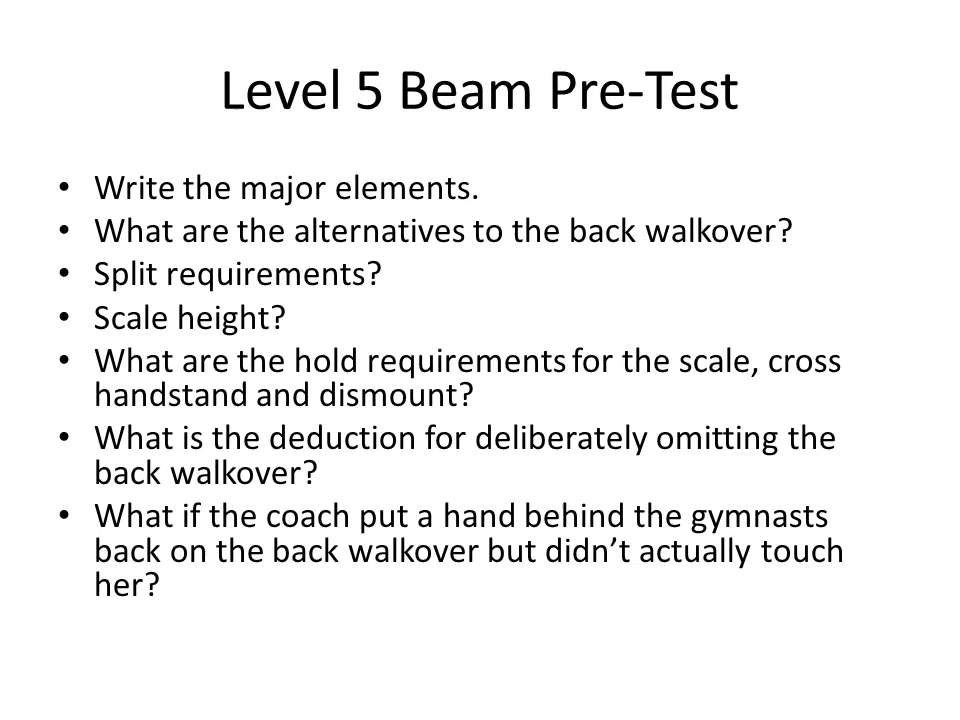 Level 5 Beam Pre-Test
• Write the major elements.
• What are the alternatives to the back walkover?
• Split requirements?
• Scale height?
• What are the hold requirements for the scale, cross
handstand and dismount?
• What is the deduction for deliberately omitting the
back walkover?
• What if the coach put a hand behind the gymnasts
back on the back walkover but didn’t actually touch
her?